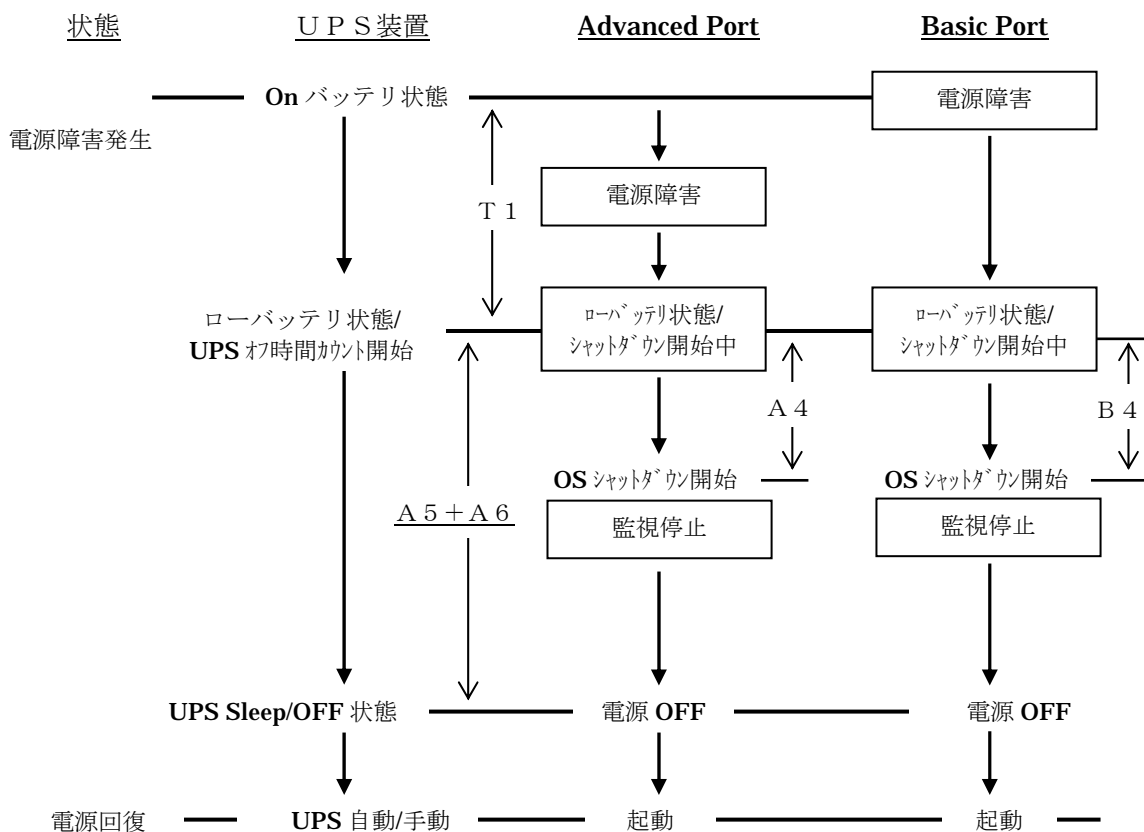 状態 ＵＰＳ装置 Advanced Port Basic Port
On バッテリ状態 電源障害
電源障害発生
電源障害
Ｔ１
ローバッテリ状態/
UPS ｵﾌ時間ｶｳﾝﾄ開始
ﾛｰﾊﾞｯﾃﾘ状態/
ｼｬｯﾄﾀﾞｳﾝ開始中
ﾛｰﾊﾞｯﾃﾘ状態/
ｼｬｯﾄﾀﾞｳﾝ開始中
Ａ４ Ｂ４
OS ｼｬｯﾄﾀﾞｳﾝ開始 OS ｼｬｯﾄﾀﾞｳﾝ開始
Ａ５＋Ａ６
監視停止 監視停止
UPS Sleep/OFF 状態 電源 OFF 電源 OFF
電源回復 UPS 自動/手動 起動 起動